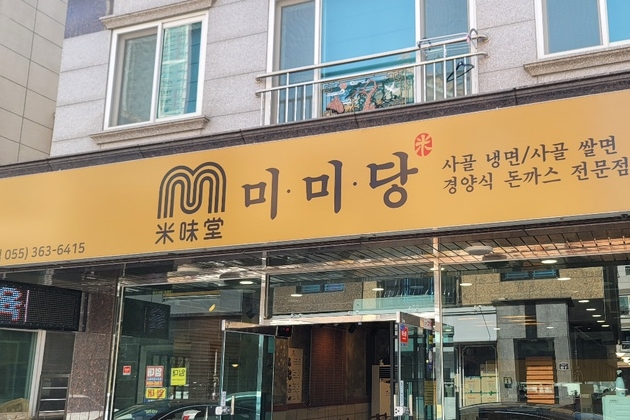 米味堂
미·미·당
米
사골 냉면/사골 쌀면
경양식 돈까스 전문점
055) 363-6415